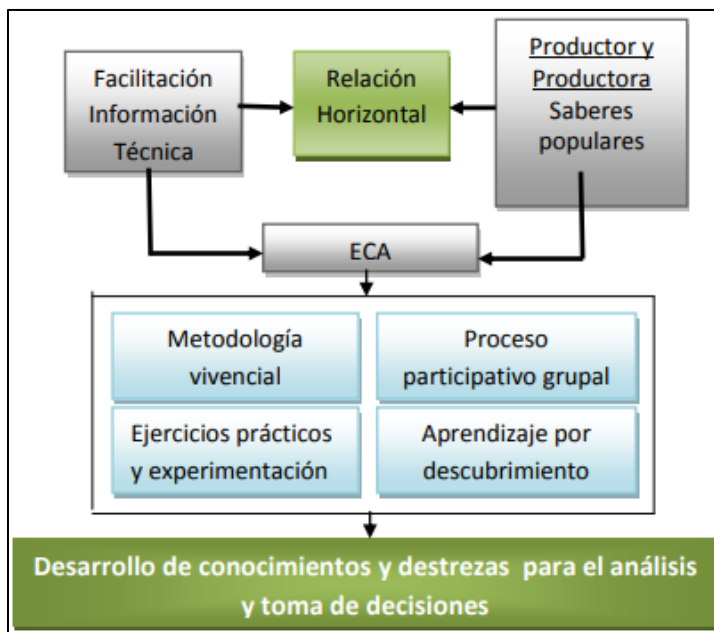 Facilitación
Información
Técnica
Relación
Horizontal
Productor y
Productora
Saberes
populares
ECA
Metodología
vivencial
Proceso
participativo grupal
Ejercicios prácticos
y experimentación
Aprendizaje por
descubrimiento
Desarrollo de conocimientos y destrezas para el análisis
y toma de decisiones